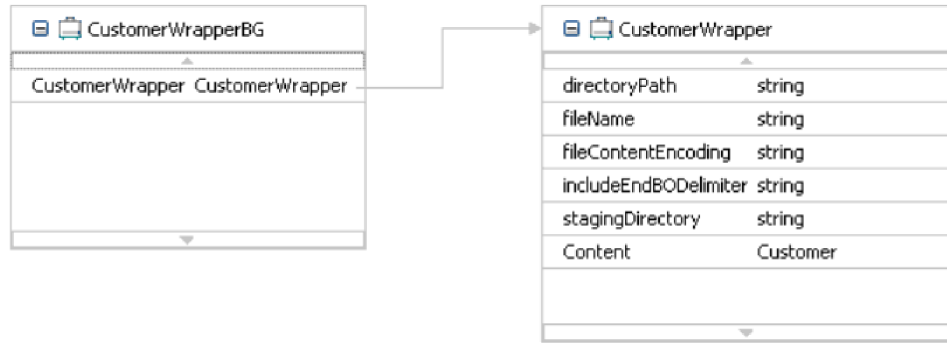 CustomerWrapperBG
CustomerWrapper CustomerWrapper
CustomerWrapper
directoryPath string
fileName string
fileContentEncoding string
includeEndBODelimiter string
stagingDirectory string
Content Customer